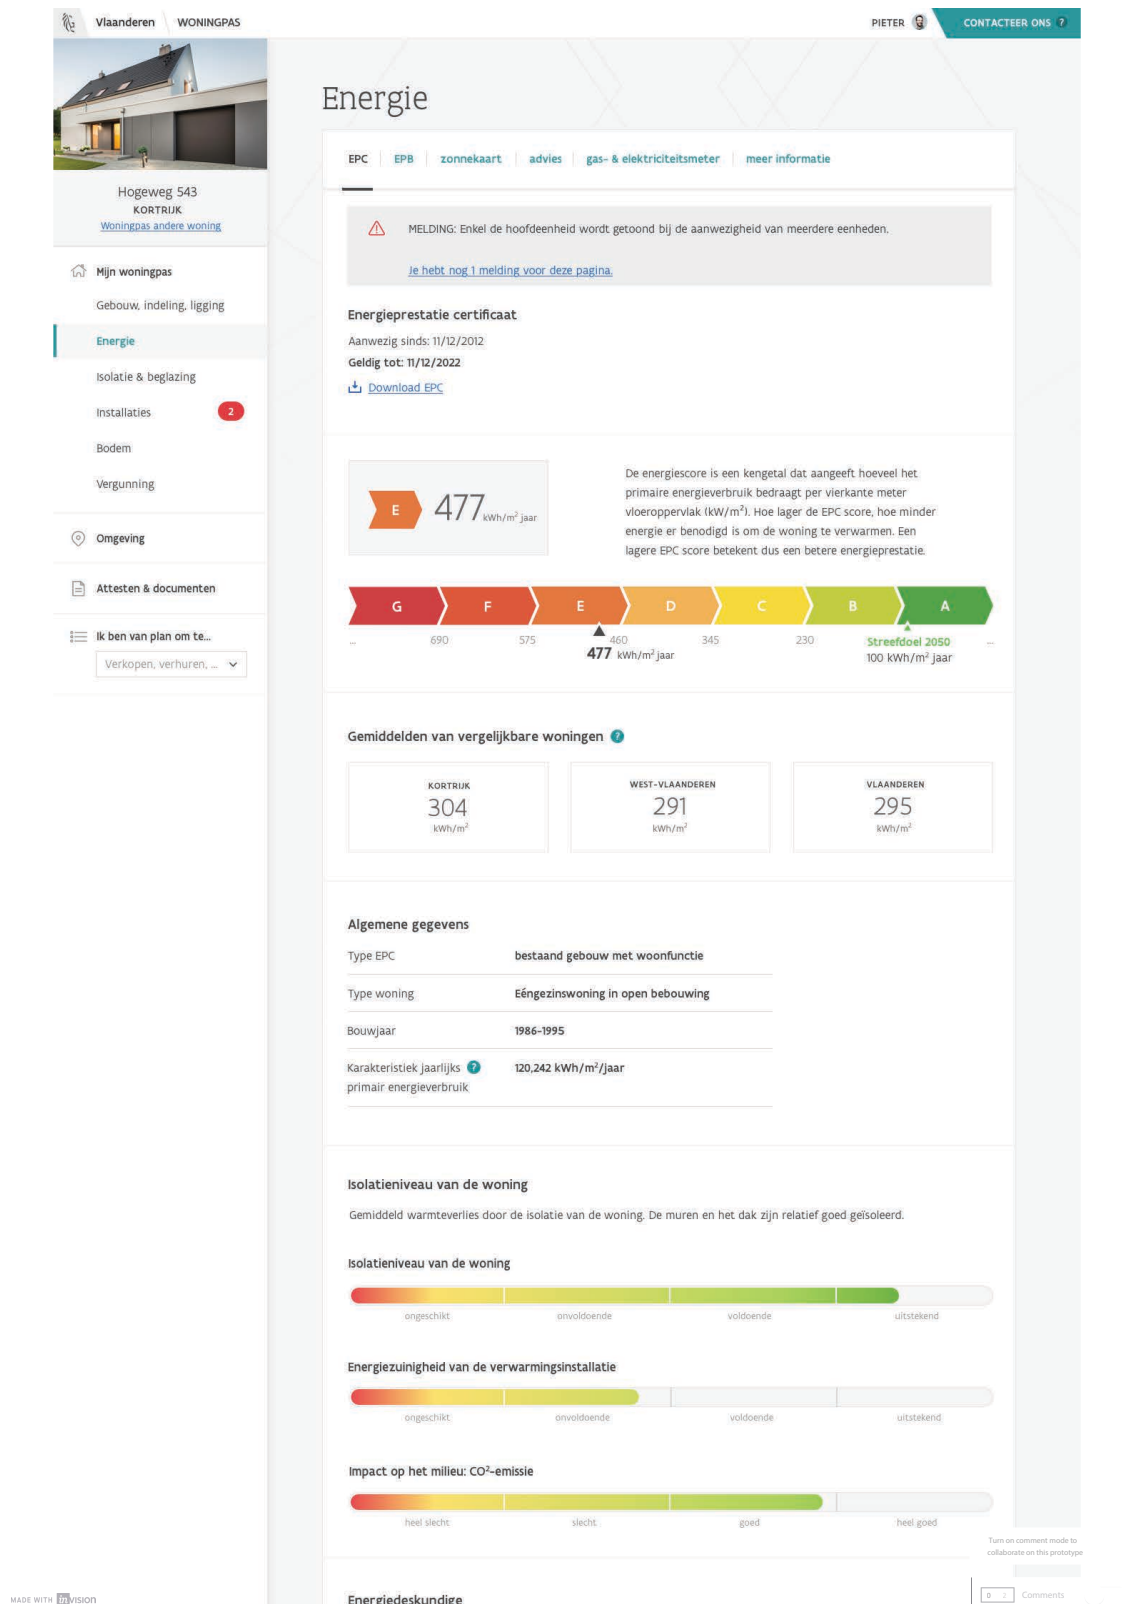 Vlaanderen
WONINGPAS
PIETER
CONTACTEER ONS ?
Hogeweg 543
KORTRIJK
Woningpas andere woning
Mijn woningpas
Gebouw, indeling, ligging
Energie
Isolatie & beglazing
Installaties 2
Bodem
Vergunning
Omgeving
Attesten & documenten
Ik ben van plan om te...
Verkopen, verhuren, ...
Energie
EPC EPB zonnekaart advies gas- & elektriciteitsmeter meer informatie
MELDING: Enkel de hoofdeenheid wordt getoond bij de aanwezigheid van meerdere eenheden.
Je hebt nog 1 melding voor deze pagina.
Energieprestatie certificaat
Aanwezig sinds: 11/12/2012
Geldig tot: 11/12/2022
Download EPC
E 477 kWh/m² jaar
De energiescore is een kengetal dat aangeeft hoeveel het
primaire energieverbruik bedraagt per vierkante meter
vloeroppervlak (kW/m²). Hoe lager de EPC score, hoe minder
energie er benodigd is om de woning te verwarmen. Een
lagere EPC score betekent dus een betere energieprestatie.
G F E D C B A
... 690 575 460 345 230 Streefdoel 2050 ...
477 kWh/m² jaar 100 kWh/m² jaar
Gemiddelden van vergelijkbare woningen ?
KORTRIJK
304
kWh/m²
WEST-VLAANDEREN
291
kWh/m²
VLAANDEREN
295
kWh/m²
Algemene gegevens
Type EPC bestaand gebouw met woonfunctie
Type woning Eéngezinswoning in open bebouwing
Bouwjaar 1986-1995
Karakteristiek jaarlijks ? 120,242 kWh/m²/jaar
primair energieverbruik
Isolatieniveau van de woning
Gemiddeld warmteverlies door de isolatie van de woning. De muren en het dak zijn relatief goed geïsoleerd.
Isolatieniveau van de woning
ongeschikt onvoldoende voldoende uitstekend
Energiezuinigheid van de verwarmingsinstallatie
ongeschikt onvoldoende voldoende uitstekend
Impact op het milieu: CO²-emissie
heel slecht slecht goed heel goed
Turn on comment mode to
collaborate on this prototype
Energiedeskundige
0 Comments
MADE WITH inVISION